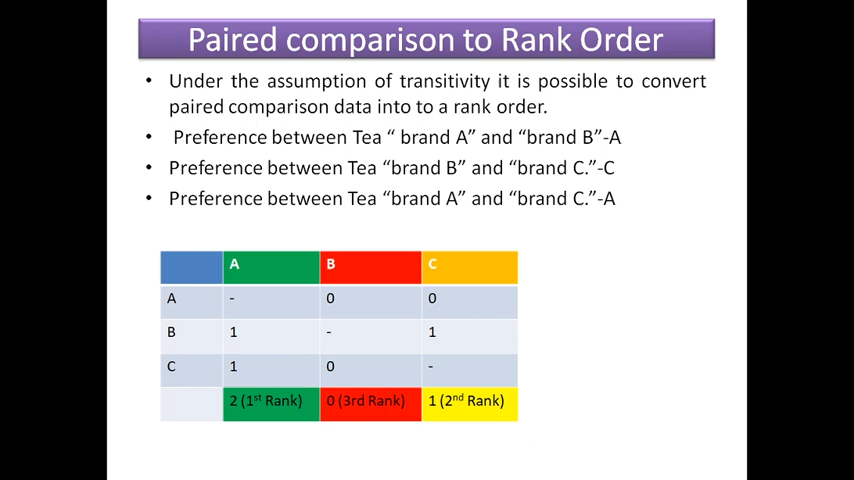 Paired comparison to Rank Order
• Under the assumption of transitivity it is possible to convert
paired comparison data into to a rank order.
• Preference between Tea “ brand A” and “brand B”-A
• Preference between Tea “brand B” and “brand C.”-C
• Preference between Tea “brand A” and “brand C.”-A
A B C
A - 0 0
B 1 - 1
C 1 0 -
2 (1st Rank) 0 (3rd Rank) 1 (2nd Rank)